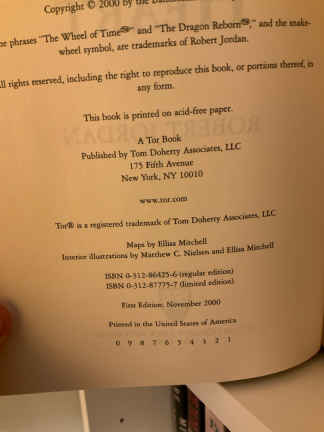 Copyright © 2000 by the
phrases "The Wheel of Time®" and "The Dragon Reborn®," and the snake-
wheel symbol, are trademarks of Robert Jordan.
All rights reserved, including the right to reproduce this book, or portions thereof, in
any form.
This book is printed on acid-free paper.
A Tor Book
Published by Tom Doherty Associates, LLC
175 Fifth Avenue
New York, NY 10010
www.tor.com
Tor® is a registered trademark of Tom Doherty Associates, LLC
Maps by Ellisa Mitchell
Interior illustrations by Matthew C. Nielsen and Ellisa Mitchell
ISBN 0-312-86425-6 (regular edition)
ISBN 0-312-87775-7 (limited edition)
First Edition: November 2000
Printed in the United States of America
0 9 8 7 6 5 4 3 2 1